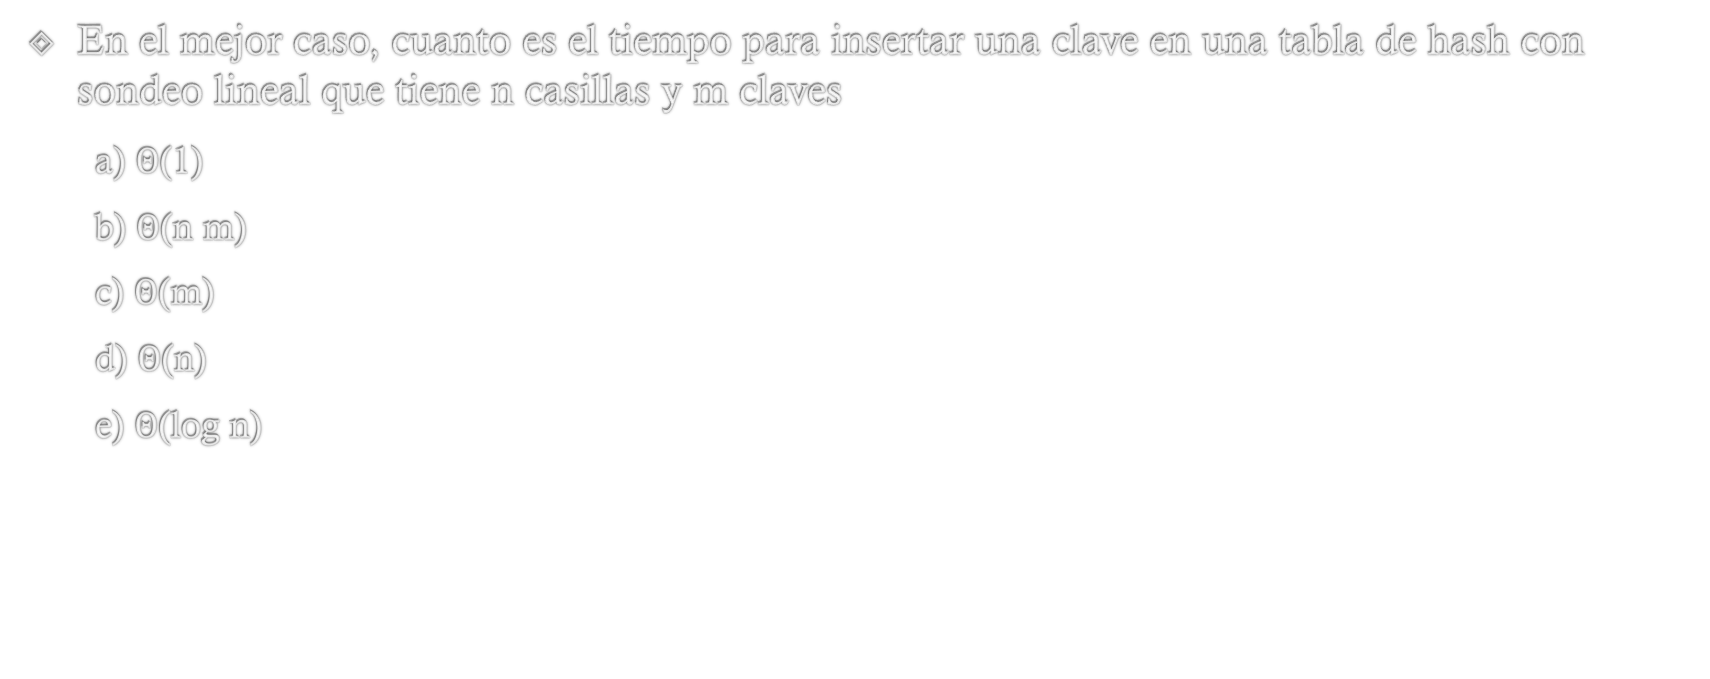 En el mejor caso, cuanto es el tiempo para insertar una clave en una tabla de hash con
sondeo lineal que tiene n casillas y m claves
a) Θ(1)
b) Θ(n m)
c) Θ(m)
d) Θ(n)
e) Θ(log n)